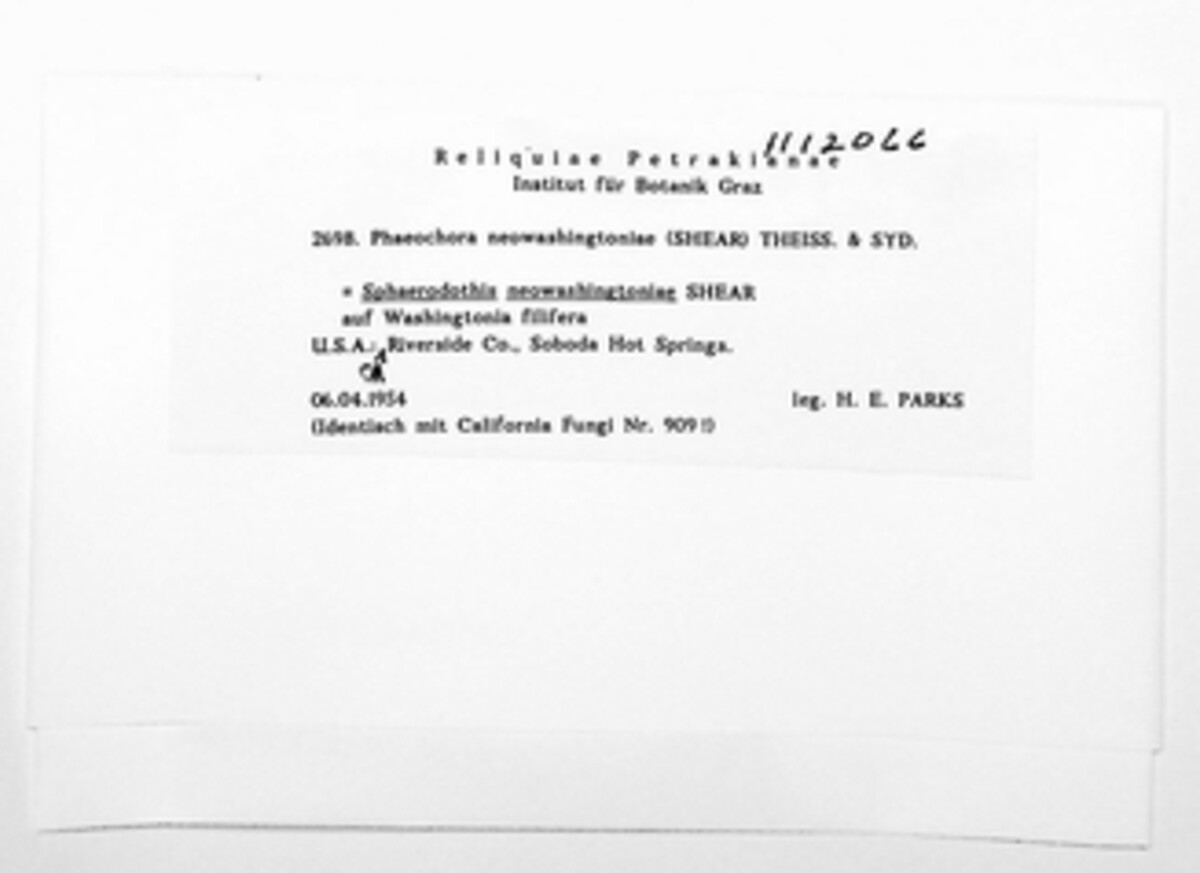 1112066
Reliquiae Petrakianae
Institut für Botanik Graz
2698. Phaeochora neowashingtoniae (SHEAR) THEISS. & SYD.
= Sphaerodothis neowashingtoniae SHEAR
auf Washingtonia filifera
U.S.A.: Riverside Co., Soboda Hot Springs.
CA
06.04.1954 leg. H. E. PARKS
(Identisch mit California Fungi Nr. 909!)